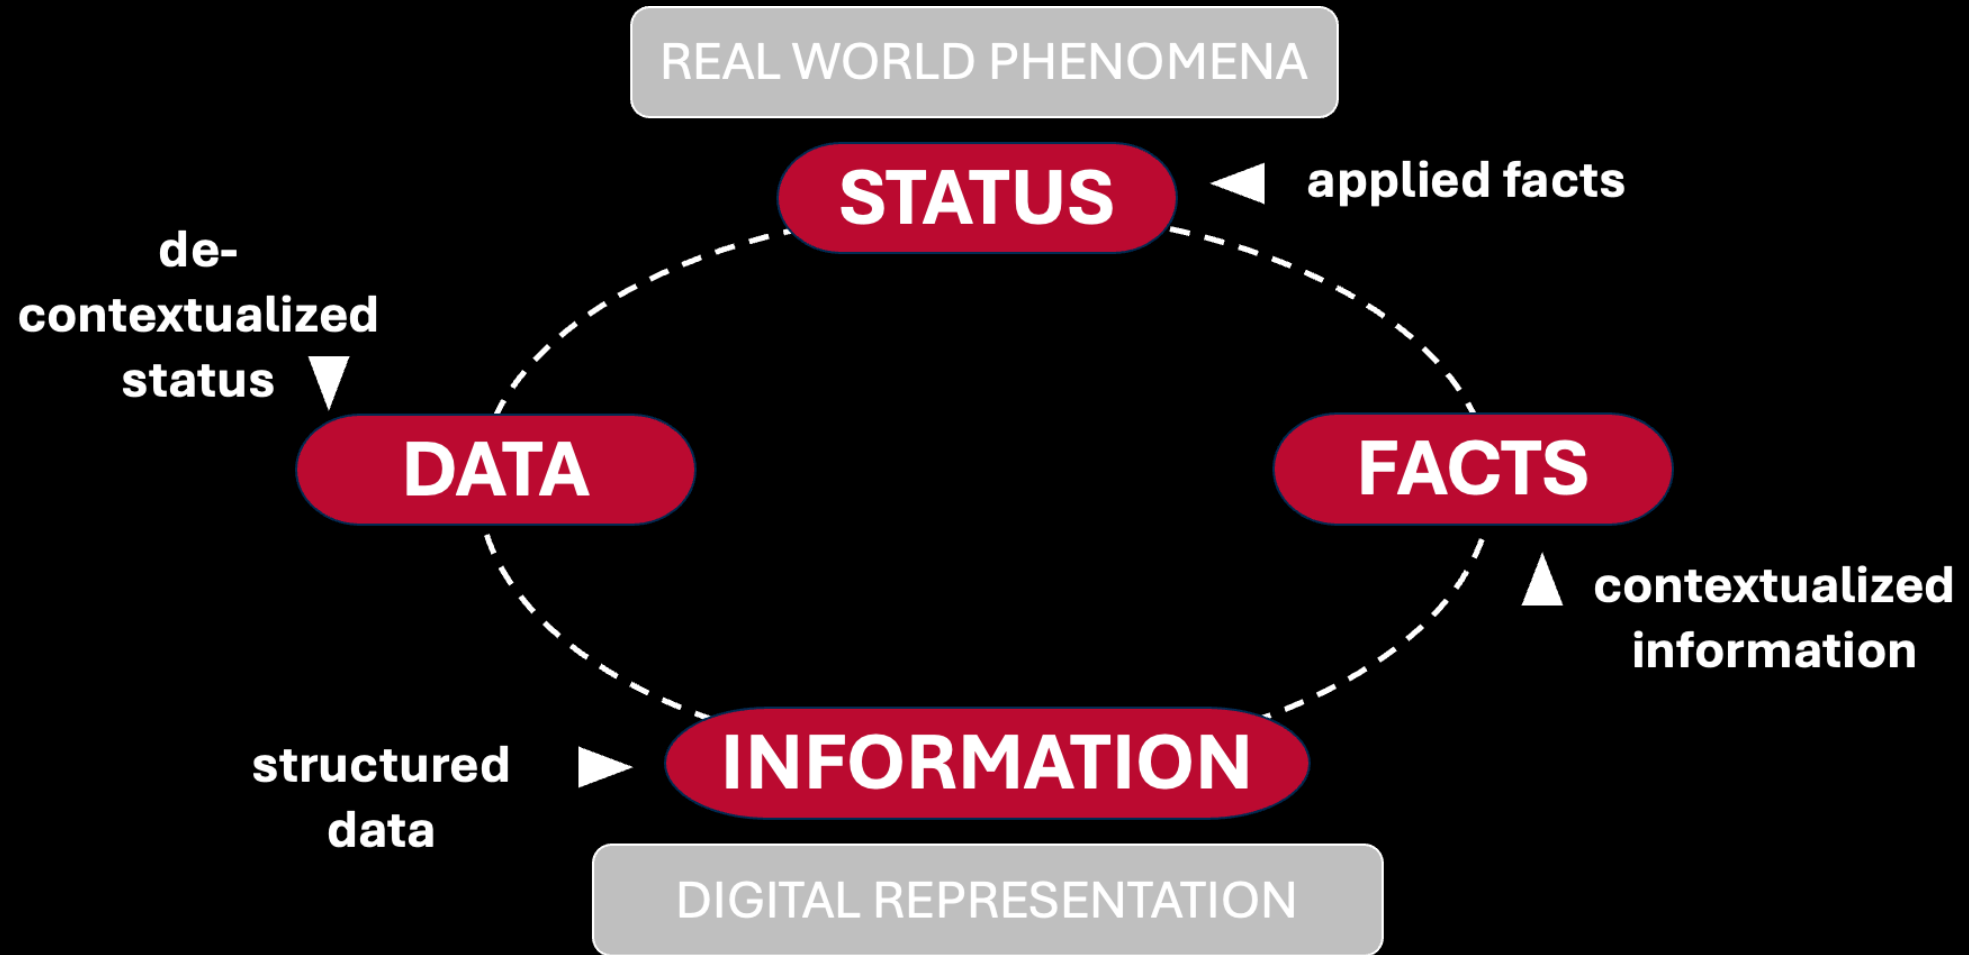 REAL WORLD PHENOMENA
STATUS
applied facts
de-
contextualized
status
DATA
FACTS
contextualized
information
INFORMATION
structured
data
DIGITAL REPRESENTATION